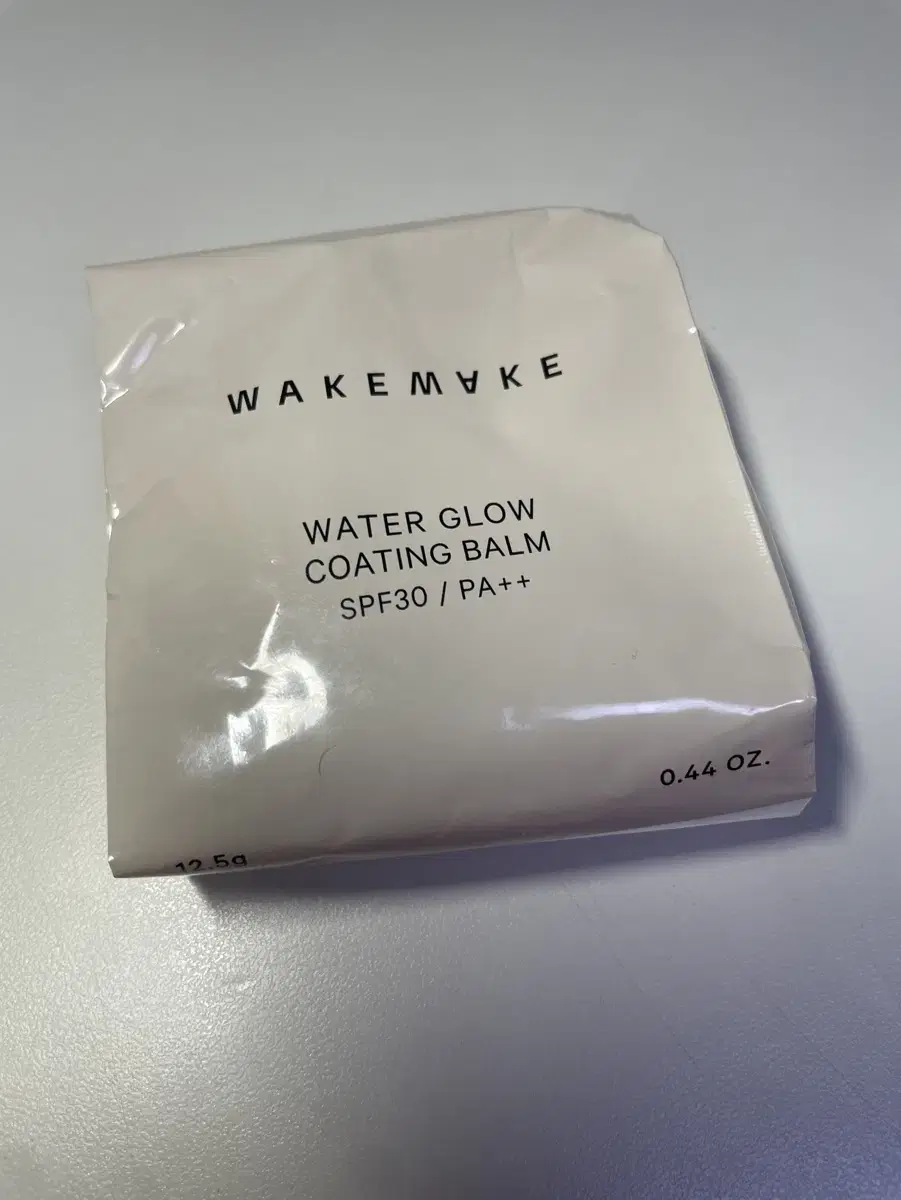 WAKEMAKE
WATER GLOW
COATING BALM
SPF30 / PA++
0.44 OZ.
12.5g